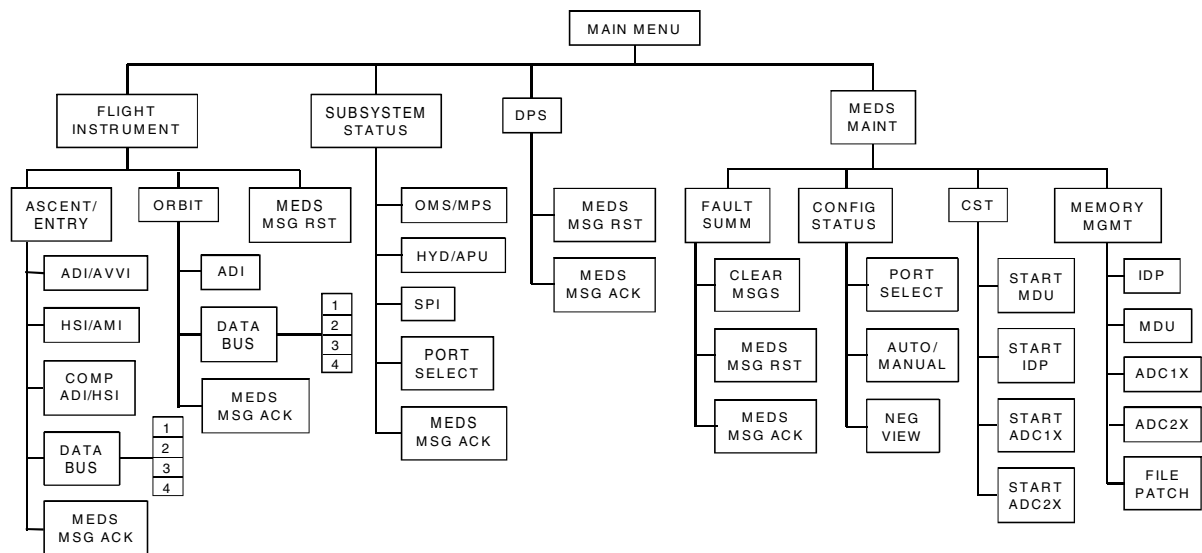 MAIN MENU
FLIGHT
INSTRUMENT
SUBSYSTEM
STATUS
DPS
MEDS
MAINT
ASCENT/
ENTRY
ORBIT
MEDS
MSG RST
ADI/AVVI
HSI/AMI
COMP
ADI/HSI
DATA
BUS
1
2
3
4
MEDS
MSG ACK
ADI
DATA
BUS
1
2
3
4
MEDS
MSG ACK
OMS/MPS
HYD/APU
SPI
PORT
SELECT
MEDS
MSG ACK
MEDS
MSG RST
MEDS
MSG ACK
FAULT
SUMM
CONFIG
STATUS
CST
MEMORY
MGMT
CLEAR
MSGS
MEDS
MSG RST
MEDS
MSG ACK
PORT
SELECT
AUTO/
MANUAL
NEG
VIEW
START
MDU
START
IDP
START
ADC1X
START
ADC2X
IDP
MDU
ADC1X
ADC2X
FILE
PATCH